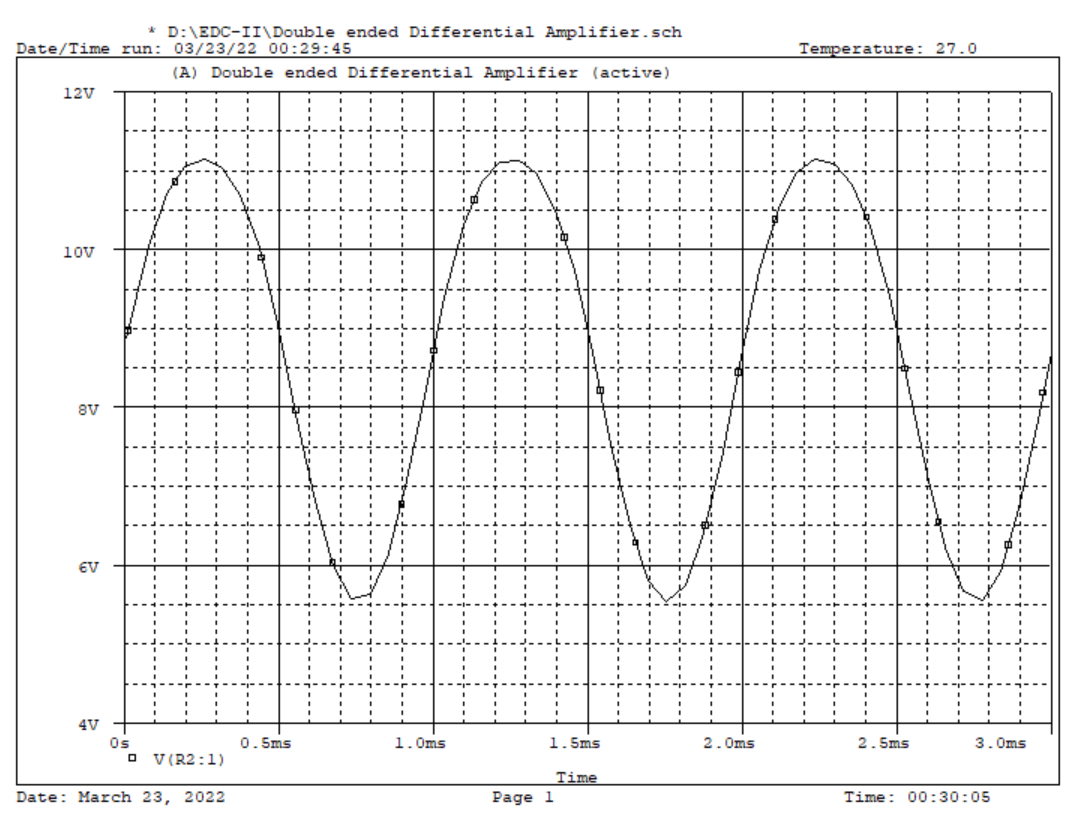 * D:\EDC-II\Double ended Differential Amplifier.sch
Date/Time run: 03/23/22 00:29:45 Temperature: 27.0
(A) Double ended Differential Amplifier (active)
12V
10V
8V
6V
4V
0s 0.5ms 1.0ms 1.5ms 2.0ms 2.5ms 3.0ms
V(R2:1)
Time
Date: March 23, 2022 Page 1 Time: 00:30:05